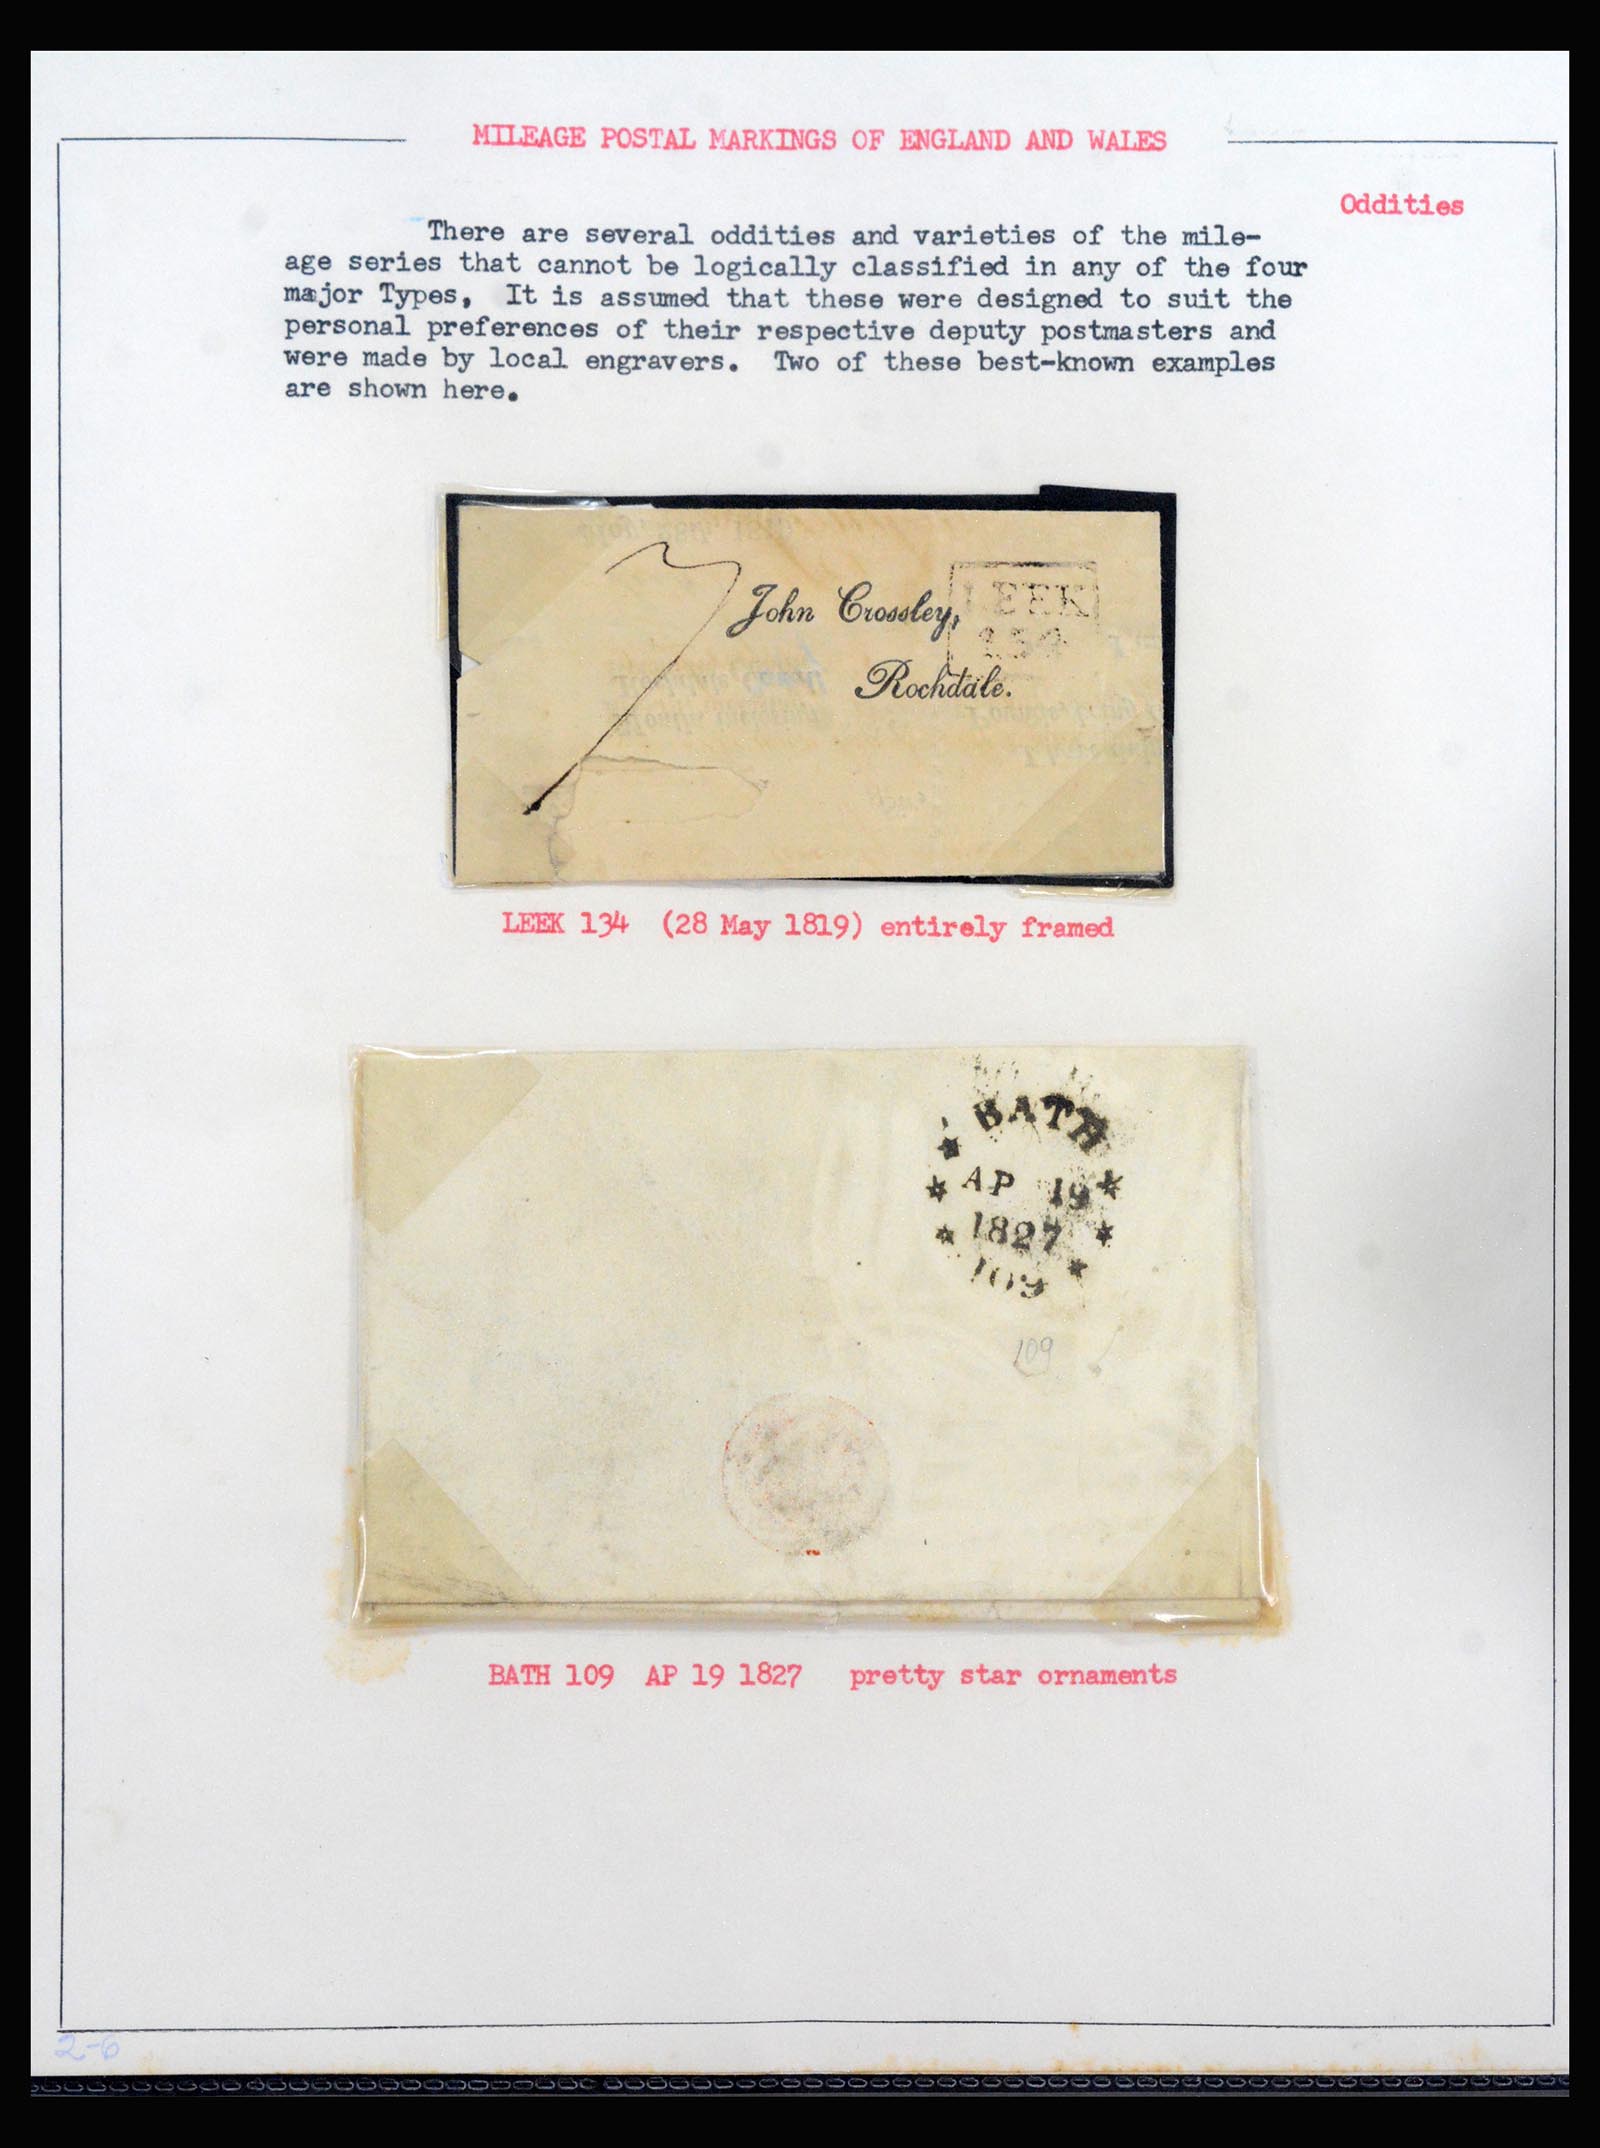 MILEAGE POSTAL MARKINGS OF ENGLAND AND WALES
Oddities
There are several oddities and varieties of the mile-
age series that cannot be logically classified in any of the four
major Types, It is assumed that these were designed to suit the
personal preferences of their respective deputy postmasters and
were made by local engravers. Two of these best-known examples
are shown here.
LEEK
134
John Crossley,
Rochdale.
LEEK 134 (28 May 1819) entirely framed
BATH
AP 19
1827
109
109
BATH 109 AP 19 1827 pretty star ornaments
2-6